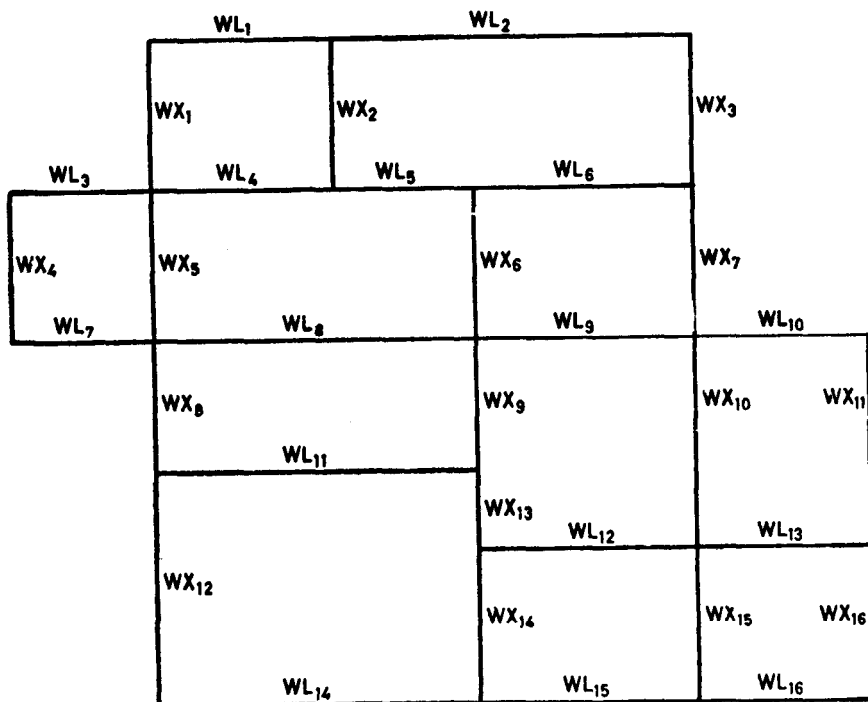 WL₁ WL₂
WX₁ WX₂ WX₃
WL₃ WL₄ WL₅ WL₆
WX₄ WX₅ WX₆ WX₇
WL₇ WL₈ WL₉ WL₁₀
WX₈ WX₉ WX₁₀ WX₁₁
WL₁₁
WX₁₃
WL₁₂ WL₁₃
WX₁₂
WX₁₄ WX₁₅ WX₁₆
WL₁₄ WL₁₅ WL₁₆